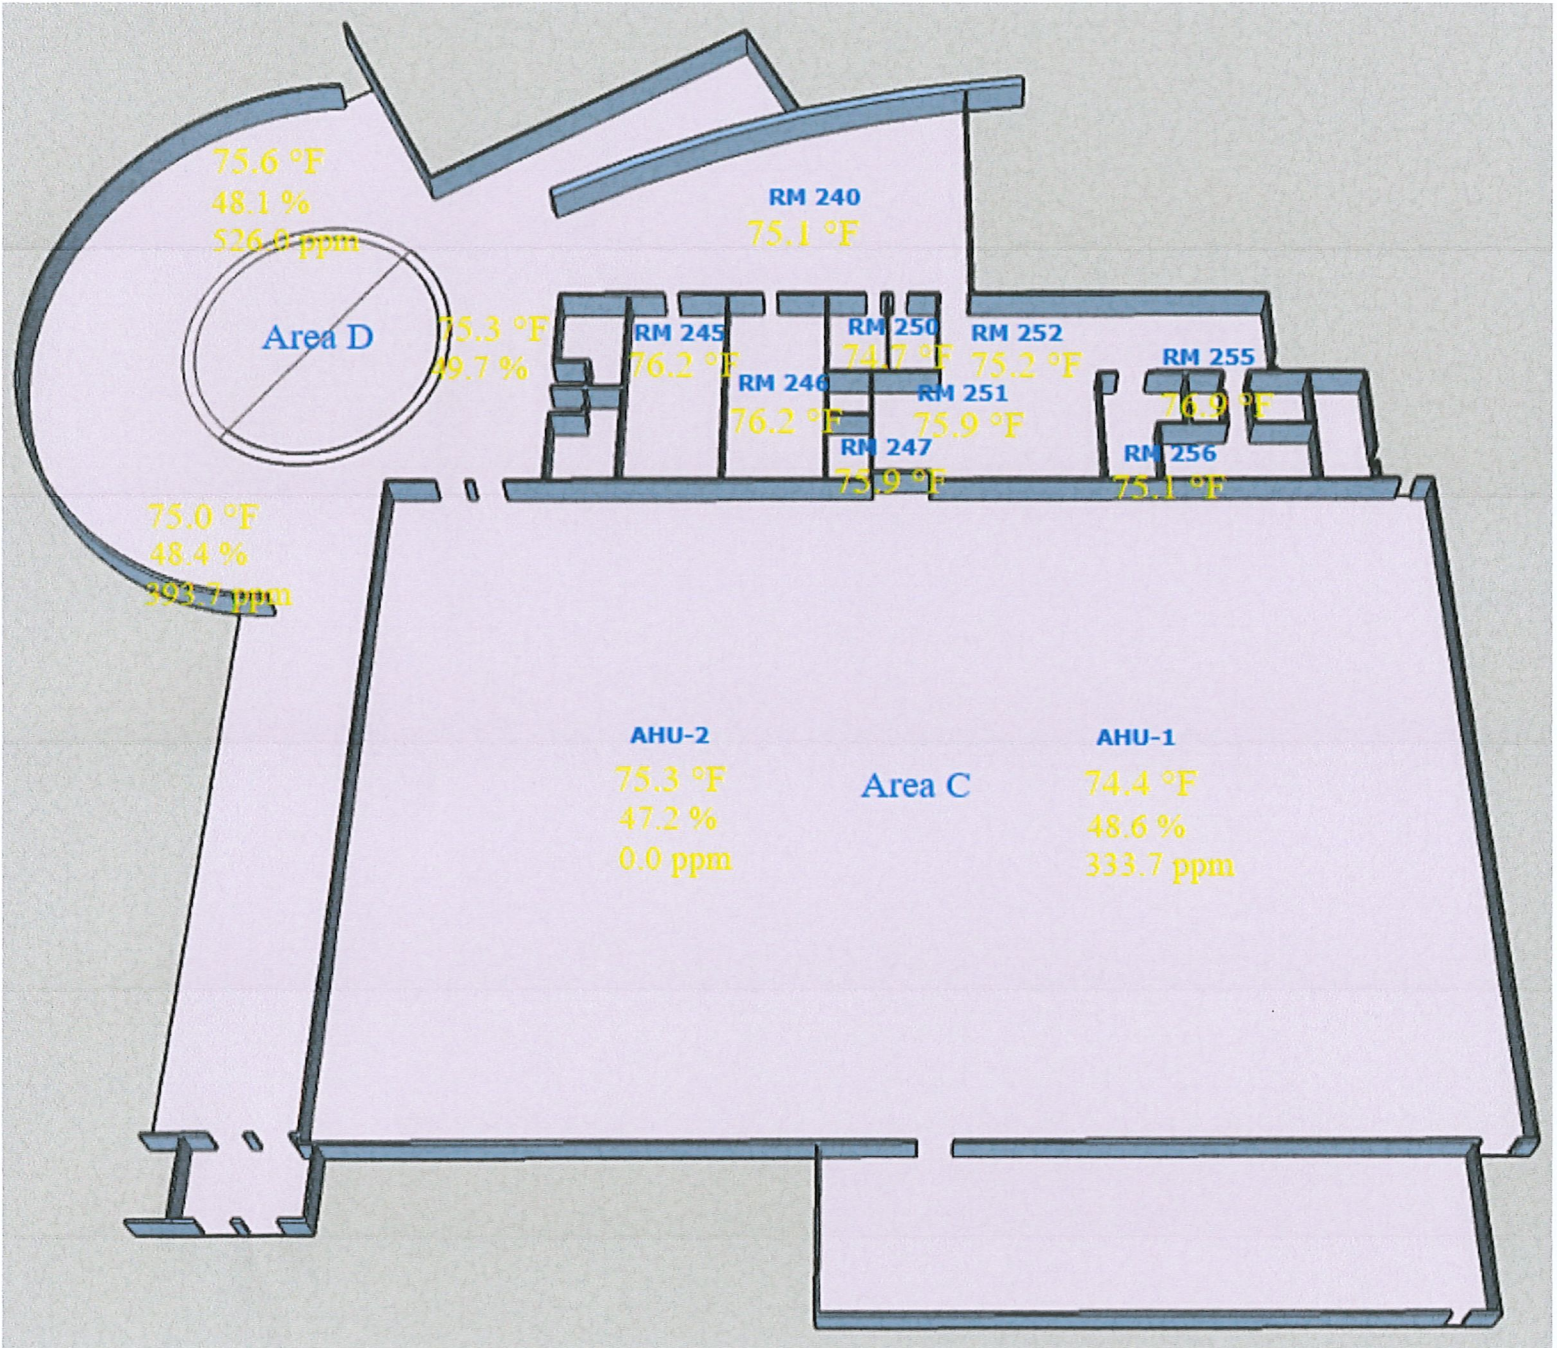 75.6 °F
48.1 %
526.0 ppm
RM 240
75.1 °F
Area D
75.3 °F
49.7 %
RM 245
76.2 °F
RM 246
76.2 °F
RM 250
74.7 °F
RM 252
75.2 °F
RM 251
75.9 °F
RM 247
75.9 °F
RM 255
76.9 °F
RM 256
75.1 °F
75.0 °F
48.4 %
393.7 ppm
AHU-2
75.3 °F
47.2 %
0.0 ppm
Area C
AHU-1
74.4 °F
48.6 %
333.7 ppm